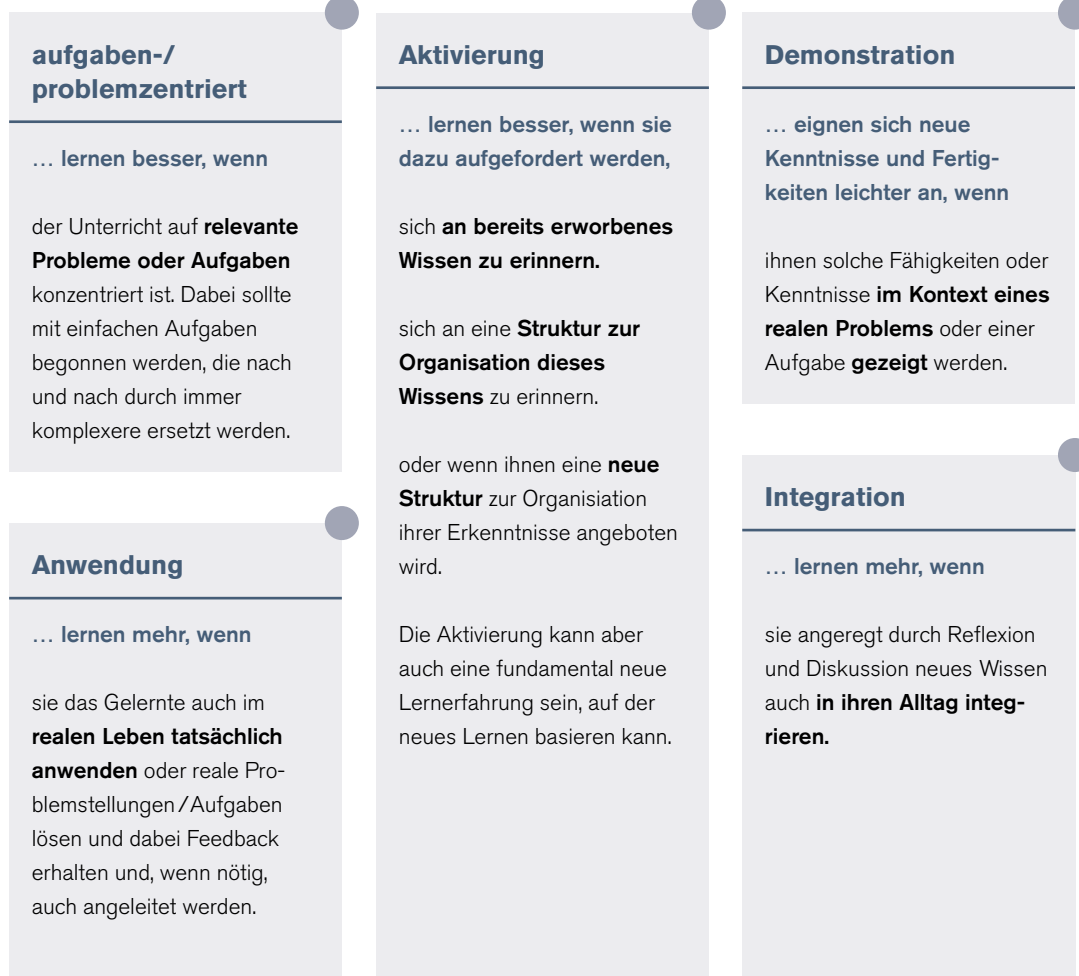 aufgaben-/
problemzentriert
… lernen besser, wenn
der Unterricht auf relevante
Probleme oder Aufgaben
konzentriert ist. Dabei sollte
mit einfachen Aufgaben
begonnen werden, die nach
und nach durch immer
komplexere ersetzt werden.
Anwendung
… lernen mehr, wenn
sie das Gelernte auch im
realen Leben tatsächlich
anwenden oder reale Pro-
blemstellungen/Aufgaben
lösen und dabei Feedback
erhalten und, wenn nötig,
auch angeleitet werden.
Aktivierung
… lernen besser, wenn sie
dazu aufgefordert werden,
sich an bereits erworbenes
Wissen zu erinnern.
sich an eine Struktur zur
Organisation dieses
Wissens zu erinnern.
oder wenn ihnen eine neue
Struktur zur Organisiation
ihrer Erkenntnisse angeboten
wird.
Die Aktivierung kann aber
auch eine fundamental neue
Lernerfahrung sein, auf der
neues Lernen basieren kann.
Demonstration
… eignen sich neue
Kenntnisse und Fertig-
keiten leichter an, wenn
ihnen solche Fähigkeiten oder
Kenntnisse im Kontext eines
realen Problems oder einer
Aufgabe gezeigt werden.
Integration
… lernen mehr, wenn
sie angeregt durch Reflexion
und Diskussion neues Wissen
auch in ihren Alltag integ-
rieren.